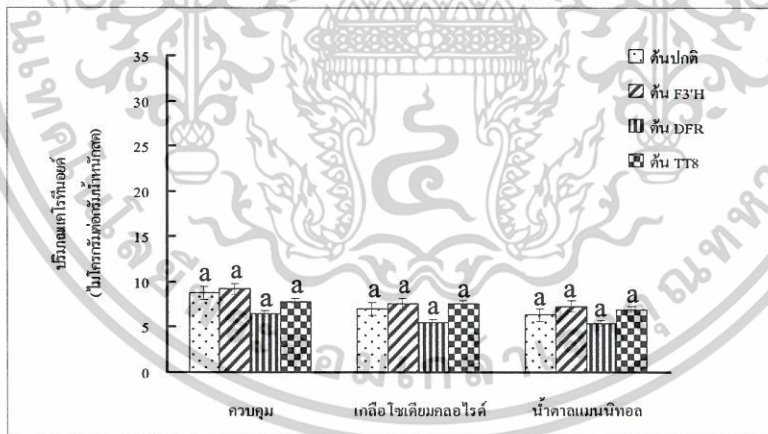 ปริมาณแคโรทีนอยด์
(ไมโครกรัมต่อกรัมน้ำหนักสด)
35
30
25
20
15
10
5
0
ต้นปกติ
ต้น F3'H
ต้น DFR
ต้น TT8
a a a a
a a a a
a a a a
ควบคุม เกลือโซเดียมคลอไรด์ น้ำตาลแมนนิทอล